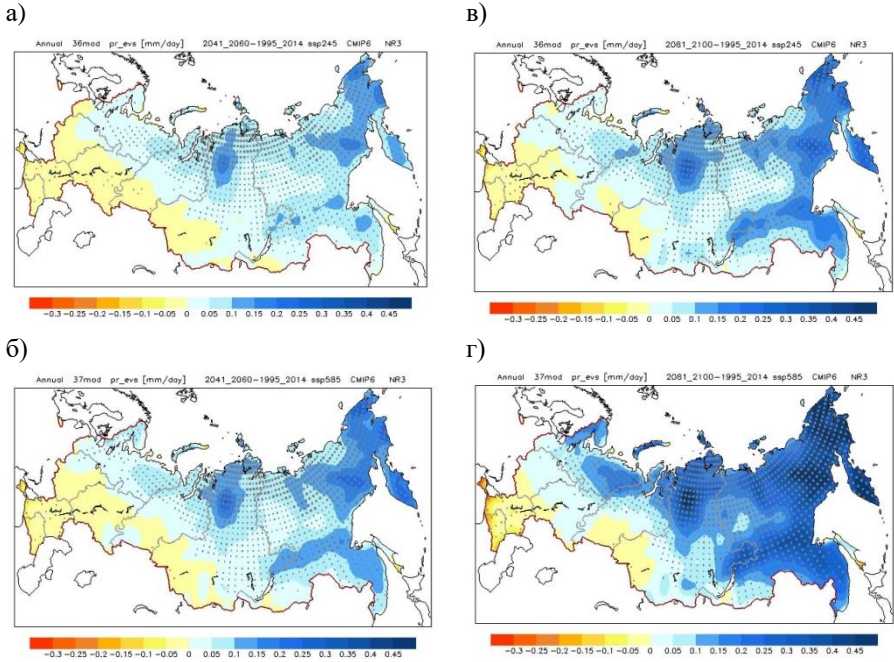 а)
Annual 36mod pr_evs [mm/day] 2041_2060-1995_2014 ssp245 CMIP6 NR3
-0.3 -0.25 -0.2 -0.15 -0.1 -0.05 0 0.05 0.1 0.15 0.2 0.25 0.3 0.35 0.4 0.45
в)
Annual 36mod pr_evs [mm/day] 2081_2100-1995_2014 ssp245 CMIP6 NR3
-0.3 -0.25 -0.2 -0.15 -0.1 -0.05 0 0.05 0.1 0.15 0.2 0.25 0.3 0.35 0.4 0.45
б)
Annual 37mod pr_evs [mm/day] 2041_2060-1995_2014 ssp585 CMIP6 NR3
-0.3 -0.25 -0.2 -0.15 -0.1 -0.05 0 0.05 0.1 0.15 0.2 0.25 0.3 0.35 0.4 0.45
г)
Annual 37mod pr_evs [mm/day] 2081_2100-1995_2014 ssp585 CMIP6 NR3
-0.3 -0.25 -0.2 -0.15 -0.1 -0.05 0 0.05 0.1 0.15 0.2 0.25 0.3 0.35 0.4 0.45